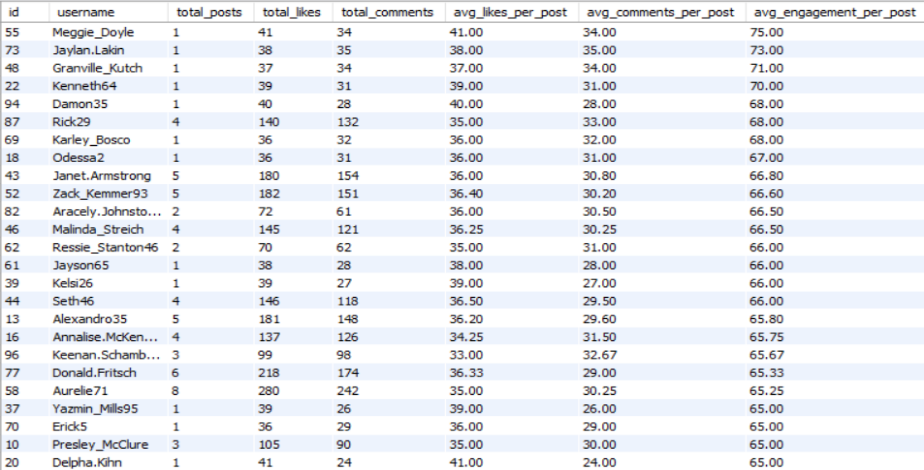 id username total_posts total_likes total_comments avg_likes_per_post avg_comments_per_post avg_engagement_per_post
55 Meggie_Doyle 1 41 34 41.00 34.00 75.00
73 Jaylan.Lakin 1 38 35 38.00 35.00 73.00
48 Granville_Kutch 1 37 34 37.00 34.00 71.00
22 Kenneth64 1 39 31 39.00 31.00 70.00
94 Damon35 1 40 28 40.00 28.00 68.00
87 Rick29 4 140 132 35.00 33.00 68.00
69 Karley_Bosco 1 36 32 36.00 32.00 68.00
18 Odessa2 1 36 31 36.00 31.00 67.00
43 Janet.Armstrong 5 180 154 36.00 30.80 66.80
52 Zack_Kemmer93 5 182 151 36.40 30.20 66.60
82 Aracely.Johnsto... 2 72 61 36.00 30.50 66.50
46 Malinda_Streich 4 145 121 36.25 30.25 66.50
62 Ressie_Stanton46 2 70 62 35.00 31.00 66.00
61 Jayson65 1 38 28 38.00 28.00 66.00
39 Kelsi26 1 39 27 39.00 27.00 66.00
44 Seth46 4 146 118 36.50 29.50 66.00
13 Alexandro35 5 181 148 36.20 29.60 65.80
16 Annalise.McKen... 4 137 126 34.25 31.50 65.75
96 Keenan.Schamb... 3 99 98 33.00 32.67 65.67
77 Donald.Fritsch 6 218 174 36.33 29.00 65.33
58 Aurelie71 8 280 242 35.00 30.25 65.25
37 Yazmin_Mills95 1 39 26 39.00 26.00 65.00
70 Erick5 1 36 29 36.00 29.00 65.00
10 Presley_McClure 3 105 90 35.00 30.00 65.00
20 Delpha.Kihn 1 41 24 41.00 24.00 65.00